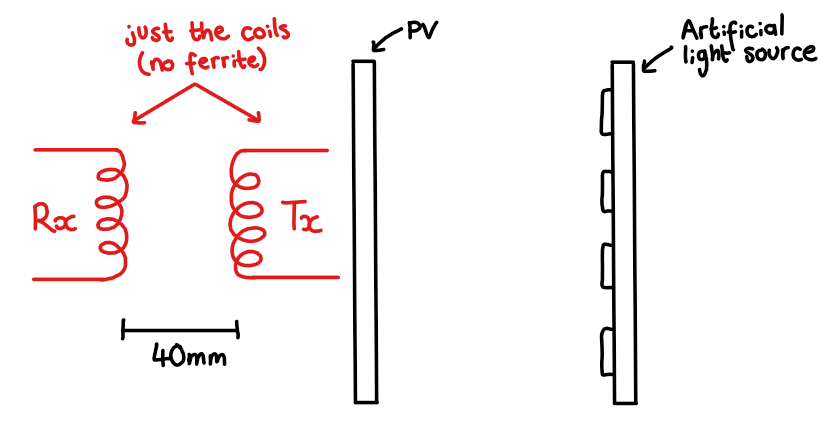 just the coils
(no ferrite)
PV
Artificial
light source
Rx
Tx
40mm